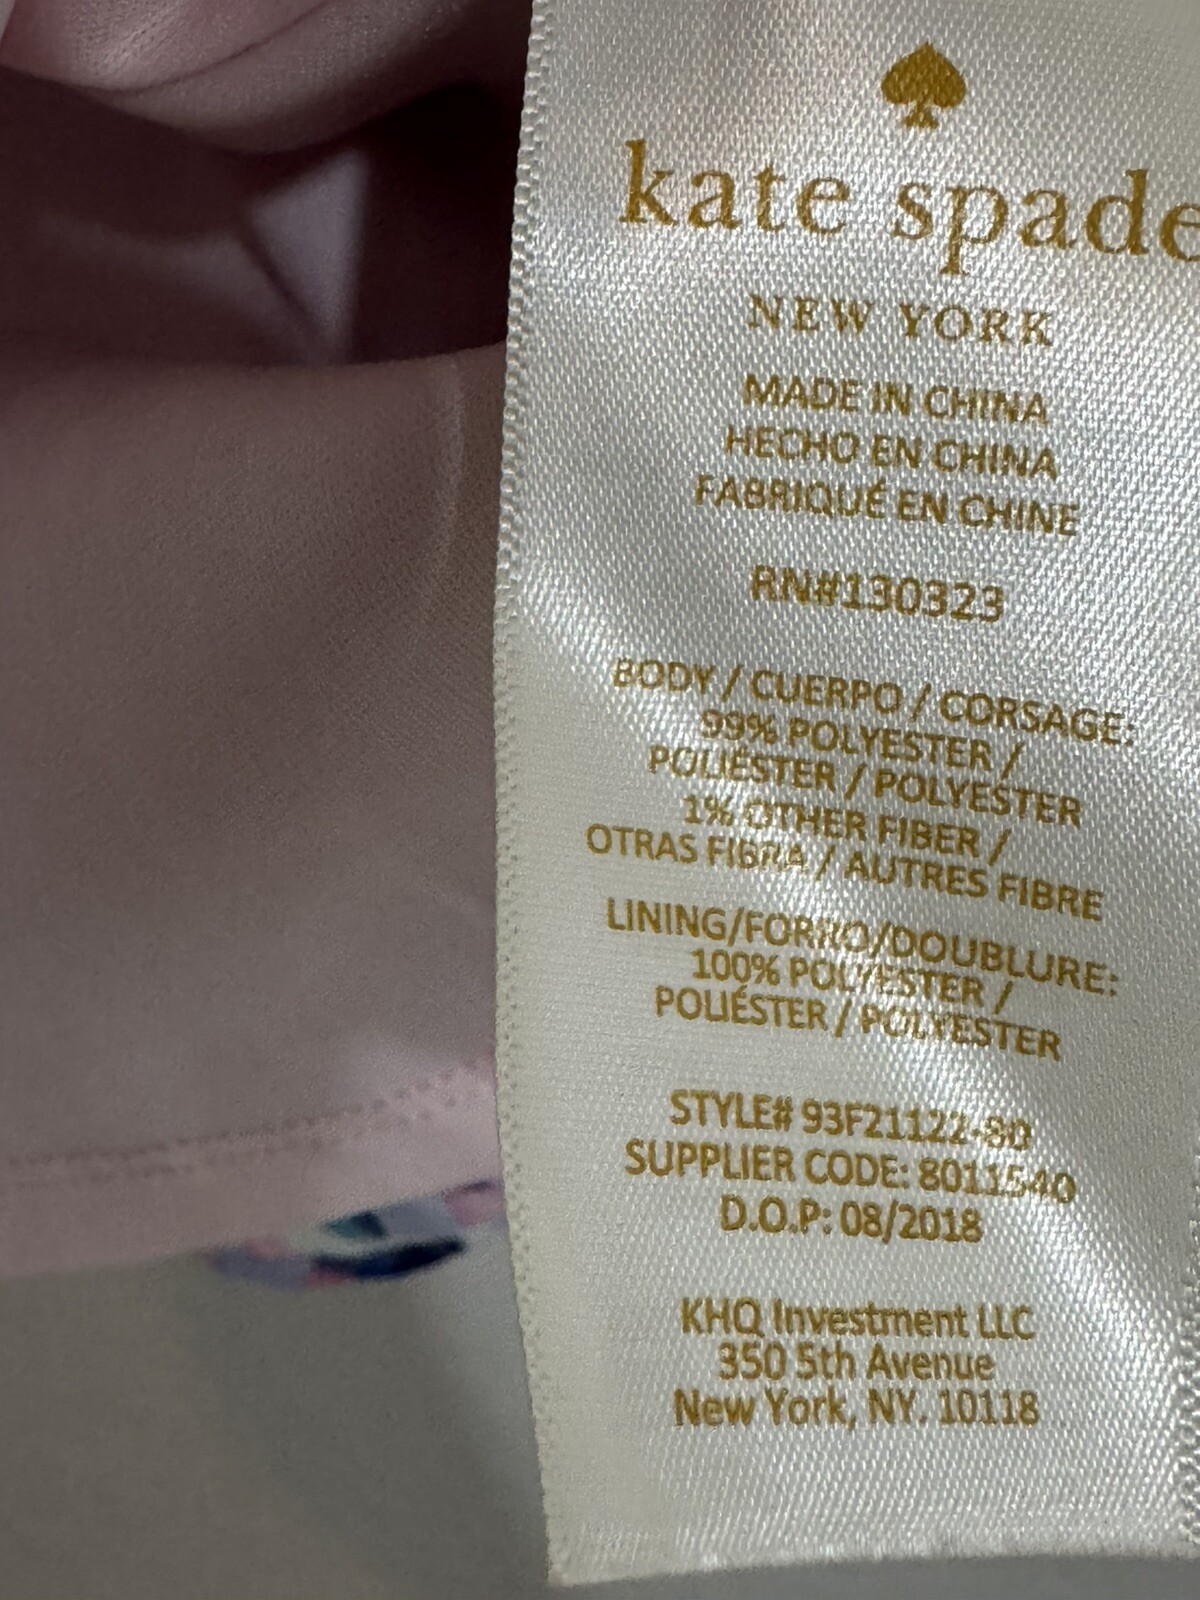 kate spade
NEW YORK
MADE IN CHINA
HECHO EN CHINA
FABRIQUÉ EN CHINE
RN#130323
BODY / CUERPO / CORSAGE:
99% POLYESTER /
POLIÉSTER / POLYESTER
1% OTHER FIBER /
OTRAS FIBRA / AUTRES FIBRE
LINING/FORRO/DOUBLURE:
100% POLYESTER /
POLIÉSTER / POLYESTER
STYLE# 93F21122-80
SUPPLIER CODE: 8011540
D.O.P: 08/2018
KHQ Investment LLC
350 5th Avenue
New York, NY. 10118